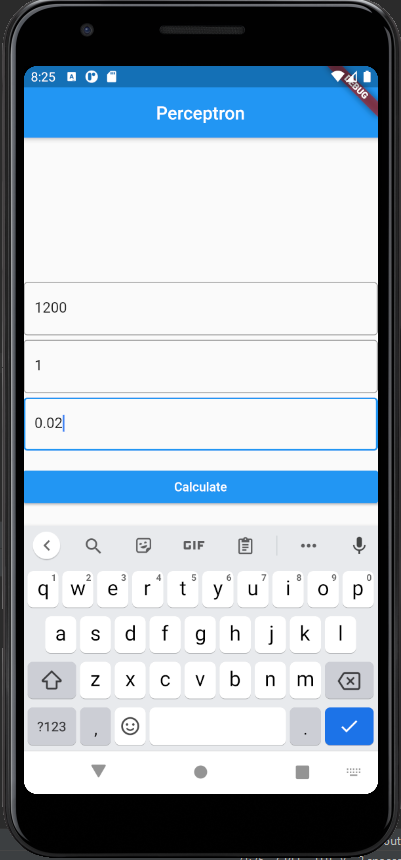 8:25
DEBUG
Perceptron
1200
1
0.02
Calculate
GIF
q1 w2 e3 r4 t5 y6 u7 i8 o9 p0
a s d f g h j k l
z x c v b n m
?123 , .
out